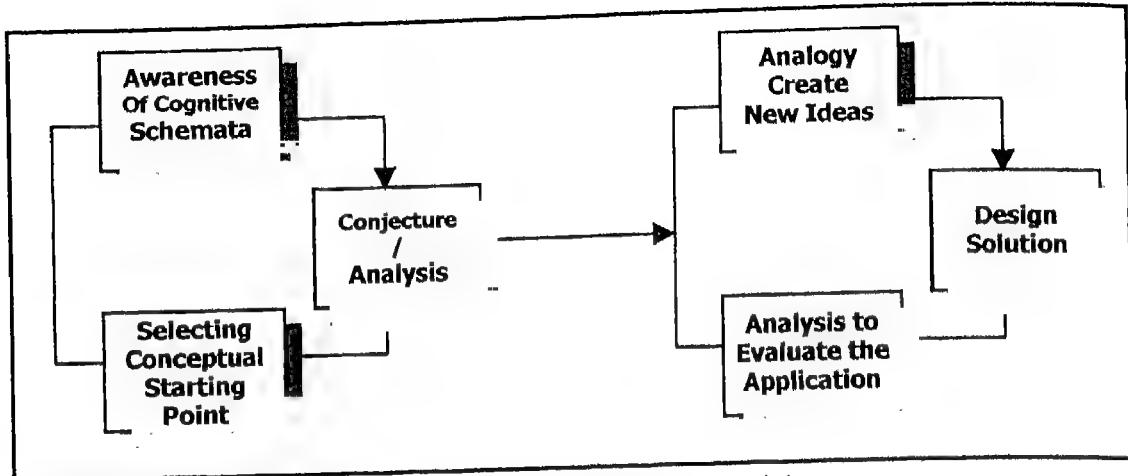 Awareness
Of Cognitive
Schemata
Selecting
Conceptual
Starting
Point
Conjecture
/
Analysis
Analogy
Create
New Ideas
Analysis to
Evaluate the
Application
Design
Solution